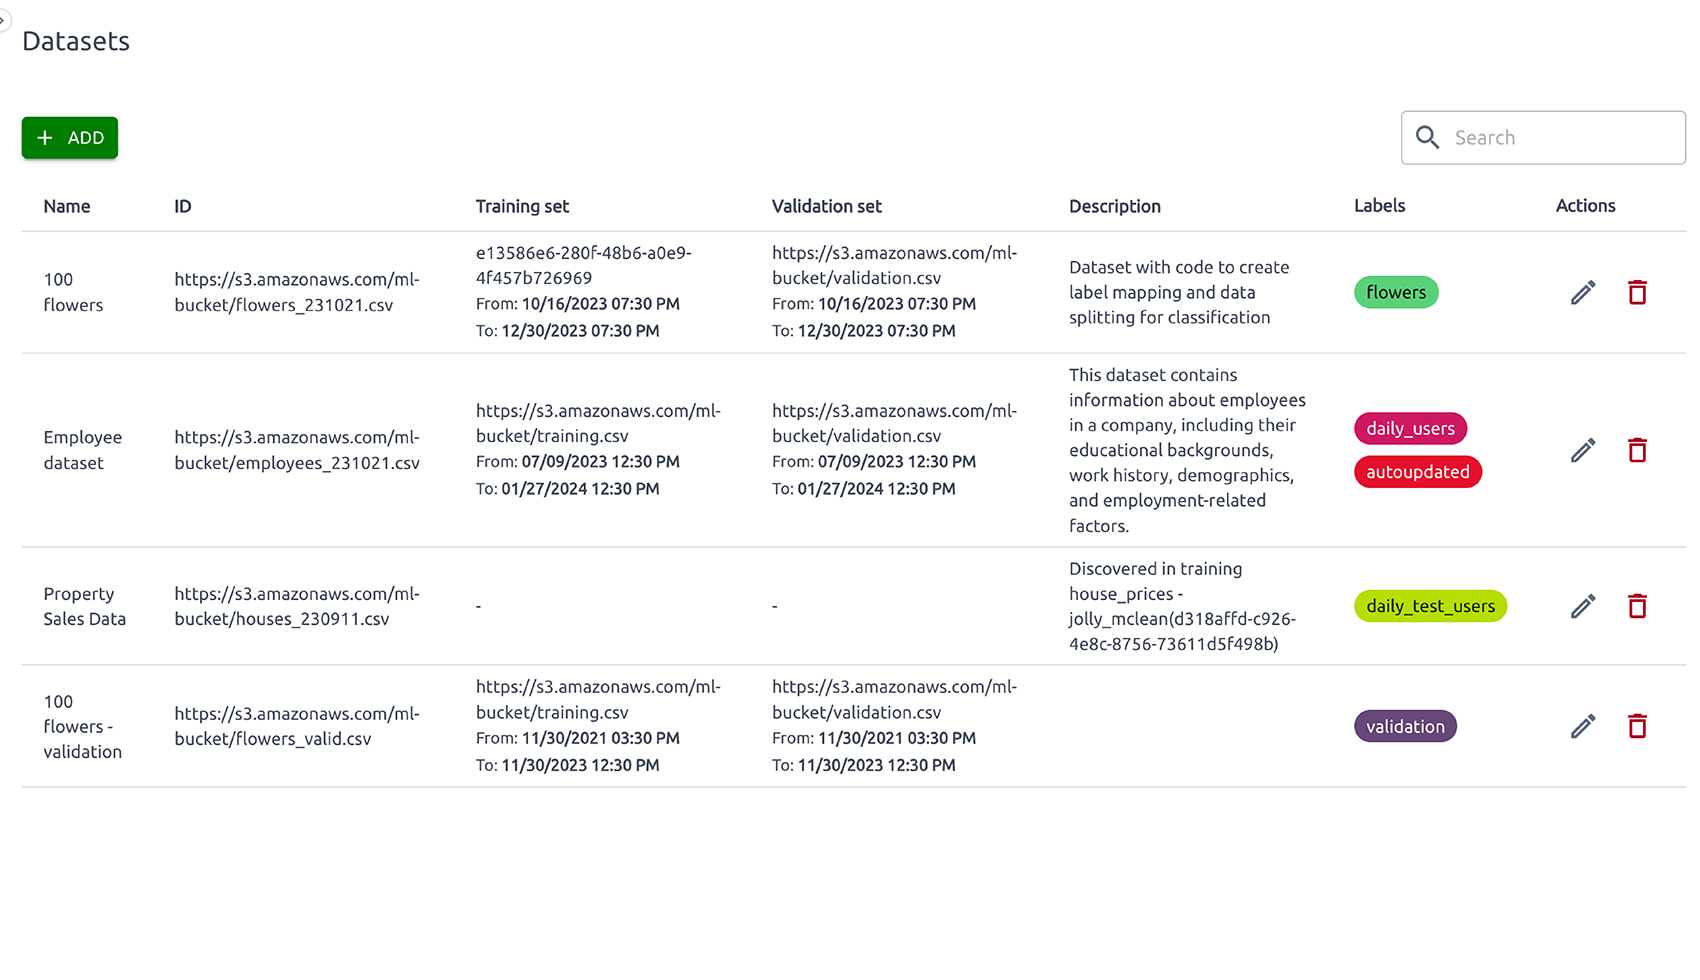 Datasets
+ ADD
Search
Name ID Training set Validation set Description Labels Actions
100
flowers
https://s3.amazonaws.com/ml-
bucket/flowers_231021.csv
e13586e6-280f-48b6-a0e9-
4f457b726969
From: 10/16/2023 07:30 PM
To: 12/30/2023 07:30 PM
https://s3.amazonaws.com/ml-
bucket/validation.csv
From: 10/16/2023 07:30 PM
To: 12/30/2023 07:30 PM
Dataset with code to create
label mapping and data
splitting for classification
flowers
Employee
dataset
https://s3.amazonaws.com/ml-
bucket/employees_231021.csv
https://s3.amazonaws.com/ml-
bucket/training.csv
From: 07/09/2023 12:30 PM
To: 01/27/2024 12:30 PM
https://s3.amazonaws.com/ml-
bucket/validation.csv
From: 07/09/2023 12:30 PM
To: 01/27/2024 12:30 PM
This dataset contains
information about employees
in a company, including their
educational backgrounds,
work history, demographics,
and employment-related
factors.
daily_users
autoupdated
Property
Sales Data
https://s3.amazonaws.com/ml-
bucket/houses_230911.csv
-
-
Discovered in training
house_prices -
jolly_mclean(d318affd-c926-
4e8c-8756-73611d5f498b)
daily_test_users
100
flowers -
validation
https://s3.amazonaws.com/ml-
bucket/flowers_valid.csv
https://s3.amazonaws.com/ml-
bucket/training.csv
From: 11/30/2021 03:30 PM
To: 11/30/2023 12:30 PM
https://s3.amazonaws.com/ml-
bucket/validation.csv
From: 11/30/2021 03:30 PM
To: 11/30/2023 12:30 PM
validation